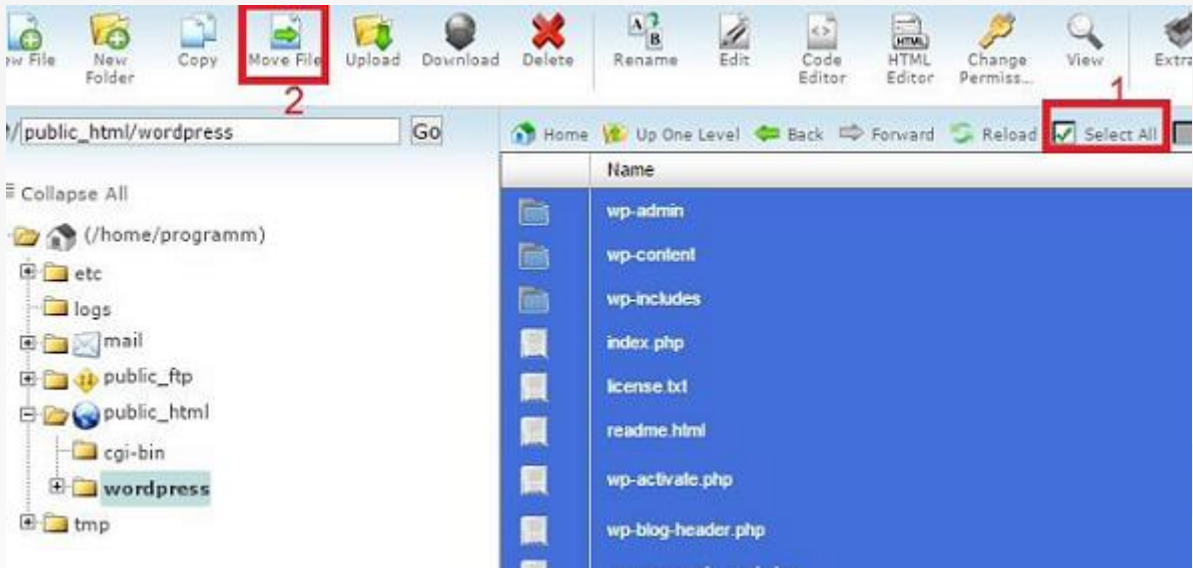 New Folder
Copy
Move File
Upload
Download
Delete
Rename
Edit
Code Editor
HTML Editor
Change Permiss...
View
2
1
/public_html/wordpress
Go
Home
Up One Level
Back
Forward
Reload
Select All
Name
Collapse All
(/home/programm)
etc
logs
mail
public_ftp
public_html
cgi-bin
wordpress
tmp
wp-admin
wp-content
wp-includes
index.php
license.txt
readme.html
wp-activate.php
wp-blog-header.php